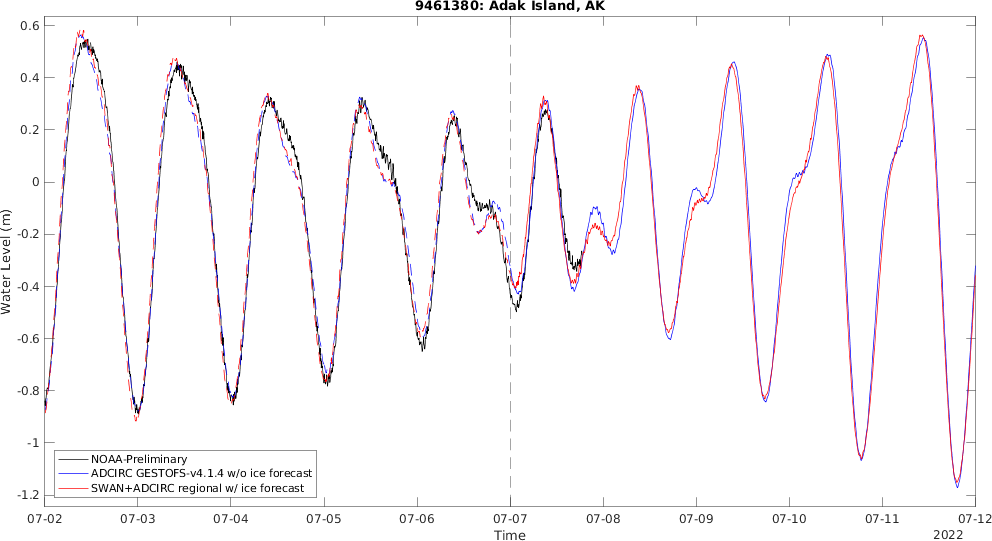 9461380: Adak Island, AK
0.6
0.4
0.2
0
-0.2
-0.4
-0.6
-0.8
-1
-1.2
Water Level (m)
NOAA-Preliminary
ADCIRC GESTOFS-v4.1.4 w/o ice forecast
SWAN+ADCIRC regional w/ ice forecast
07-02 07-03 07-04 07-05 07-06 07-07 07-08 07-09 07-10 07-11 07-12
Time
2022